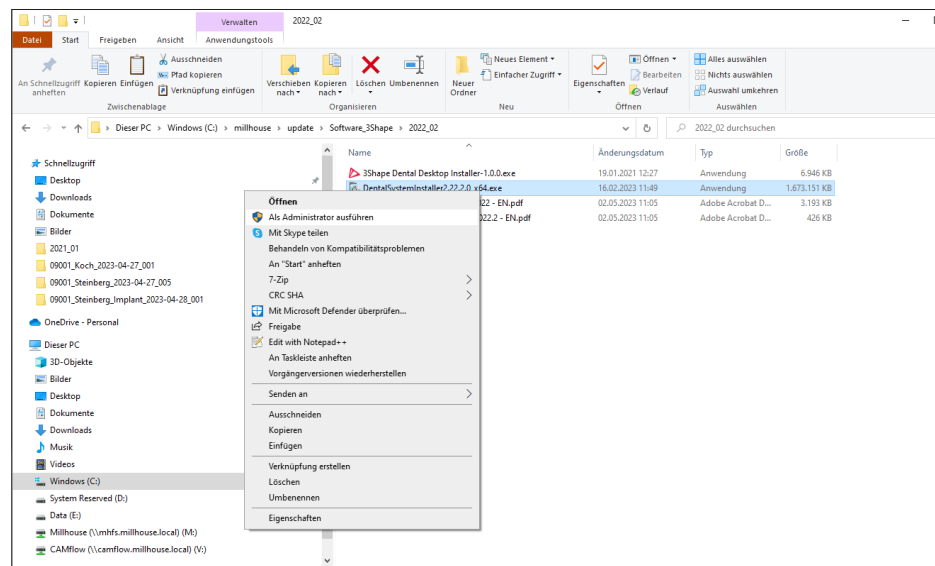 Verwalten
2022_02
Datei Start Freigeben Ansicht Anwendungstools
An Schnellzugriff anheften
Kopieren
Einfügen
Ausschneiden
Pfad kopieren
Verknüpfung einfügen
Zwischenablage
Verschieben nach
Kopieren nach
Löschen
Umbenennen
Organisieren
Neuer Ordner
Neues Element
Einfacher Zugriff
Neu
Eigenschaften
Öffnen
Bearbeiten
Verlauf
Öffnen
Alles auswählen
Nichts auswählen
Auswahl umkehren
Auswählen
Dieser PC > Windows (C:) > millhouse > update > Software_3Shape > 2022_02
2022_02 durchsuchen
Schnellzugriff
Desktop
Downloads
Dokumente
Bilder
2021_01
09001_Koch_2023-04-27_001
09001_Steinberg_2023-04-27_005
09001_Steinberg_Implant_2023-04-28_001
OneDrive - Personal
Dieser PC
3D-Objekte
Bilder
Desktop
Dokumente
Downloads
Musik
Videos
Windows (C:)
System Reserved (D:)
Data (E:)
Millhouse (\\mhfs.millhouse.local) (M:)
CAMflow (\\camflow.millhouse.local) (V:)
Name Änderungsdatum Typ Größe
3Shape Dental Desktop Installer-1.0.0.exe 19.01.2021 12:27 Anwendung 6.946 KB
DentalSystemInstaller2.22.2.0_x64.exe 16.02.2023 11:49 Anwendung 1.673.151 KB
22 - EN.pdf 02.05.2023 11:05 Adobe Acrobat D... 3.193 KB
022.2 - EN.pdf 02.05.2023 11:05 Adobe Acrobat D... 426 KB
Öffnen
Als Administrator ausführen
Mit Skype teilen
Behandeln von Kompatibilitätsproblemen
An "Start" anheften
7-Zip
CRC SHA
Mit Microsoft Defender überprüfen...
Freigabe
Edit with Notepad++
An Taskleiste anheften
Vorgängerversionen wiederherstellen
Senden an
Ausschneiden
Kopieren
Einfügen
Verknüpfung erstellen
Löschen
Umbenennen
Eigenschaften